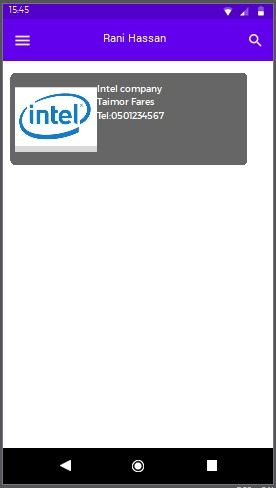 15:45
Rani Hassan
Intel company
Taimor Fares
Tel:0501234567
intel